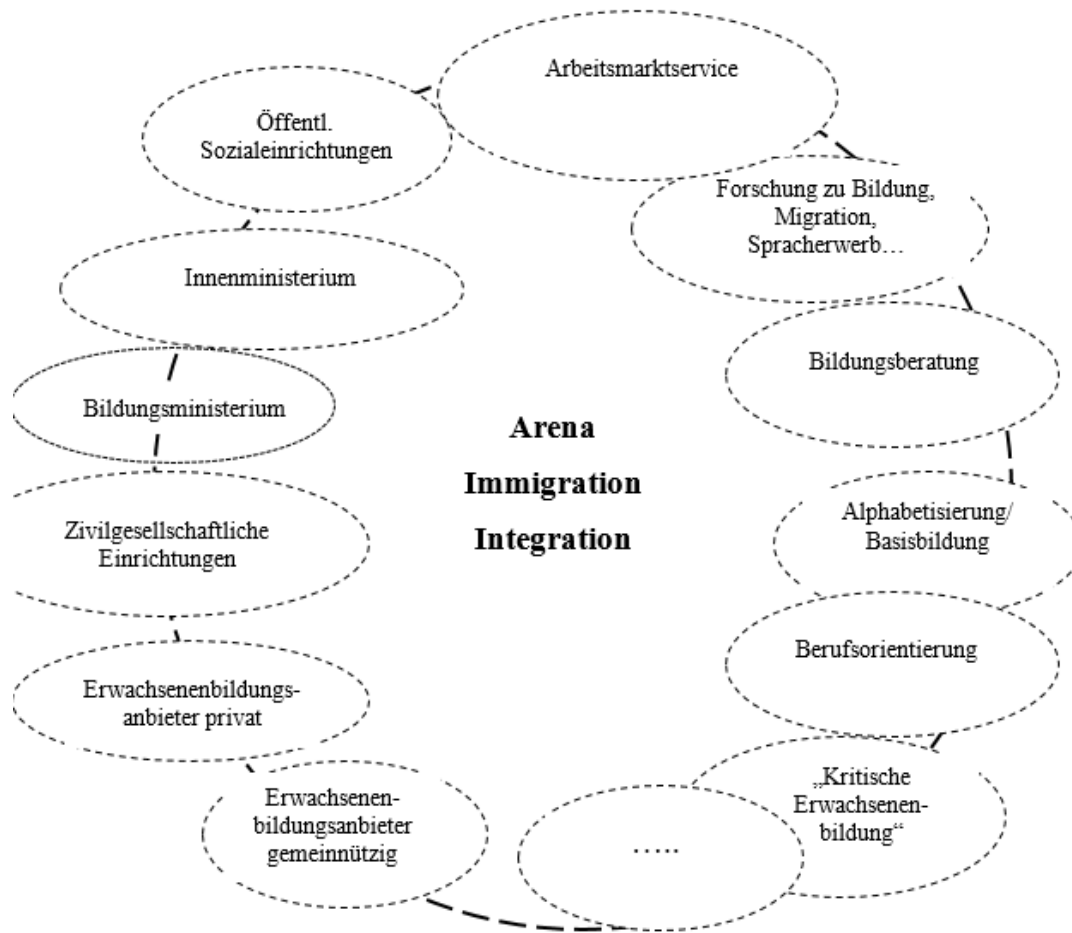 Arbeitsmarktservice
Öffentl.
Sozialeinrichtungen
Forschung zu Bildung,
Migration,
Spracherwerb…
Innenministerium
Bildungsberatung
Bildungsministerium
Arena
Immigration
Integration
Alphabetisierung/
Basisbildung
Zivilgesellschaftliche
Einrichtungen
Berufsorientierung
Erwachsenenbildungs-
anbieter privat
„Kritische
Erwachsenen-
bildung“
Erwachsenen-
bildungsanbieter
gemeinnützig
…..